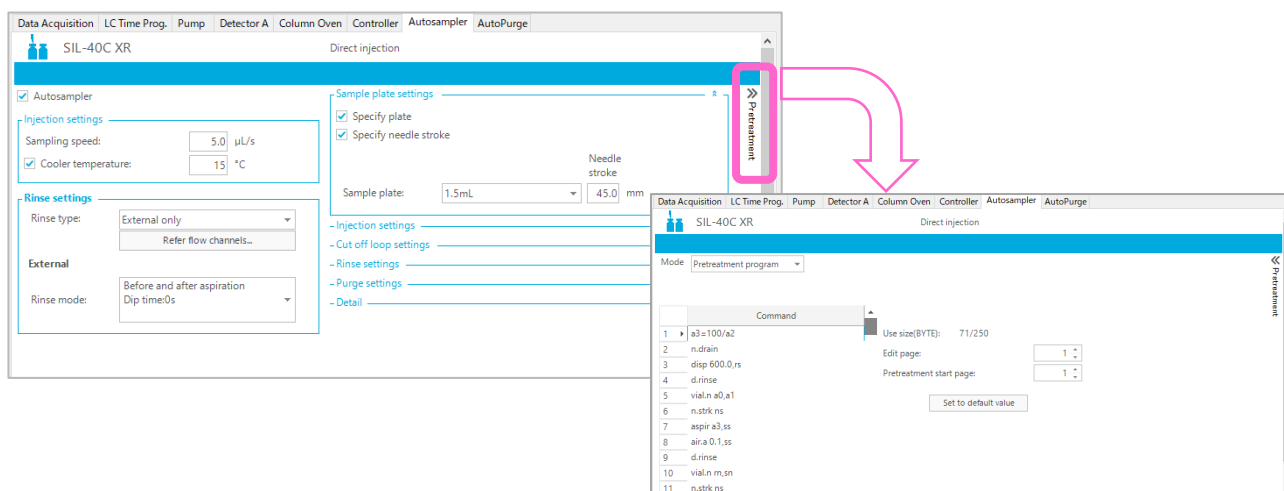 Data Acquisition LC Time Prog. Pump Detector A Column Oven Controller Autosampler AutoPurge
SIL-40C XR Direct injection
Autosampler
Injection settings
Sampling speed: 5.0 µL/s
Cooler temperature: 15 °C
Rinse settings
Rinse type: External only
Refer flow channels...
External
Rinse mode: Before and after aspiration
Dip time:0s
Sample plate settings
Specify plate
Specify needle stroke
Needle
stroke
Sample plate: 1.5mL 45.0 mm
Injection settings
Cut off loop settings
Rinse settings
Purge settings
Detail
Pretreatment
Data Acquisition LC Time Prog. Pump Detector A Column Oven Controller Autosampler AutoPurge
SIL-40C XR Direct injection
Mode Pretreatment program
Pretreatment
Command
1 a3=100/a2
2 n.drain
3 disp 600.0,rs
4 d.rinse
5 vial.n a0,a1
6 n.strk ns
7 aspir a3,ss
8 air.a 0.1,ss
9 d.rinse
10 vial.n rn,sn
11 n.strk ns
Use size(BYTE): 71/250
Edit page: 1
Pretreatment start page: 1
Set to default value